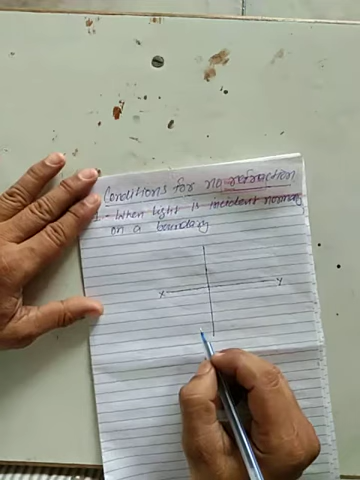 Conditions for no refraction
1 - When light is incident normally
on a boundary
X Y